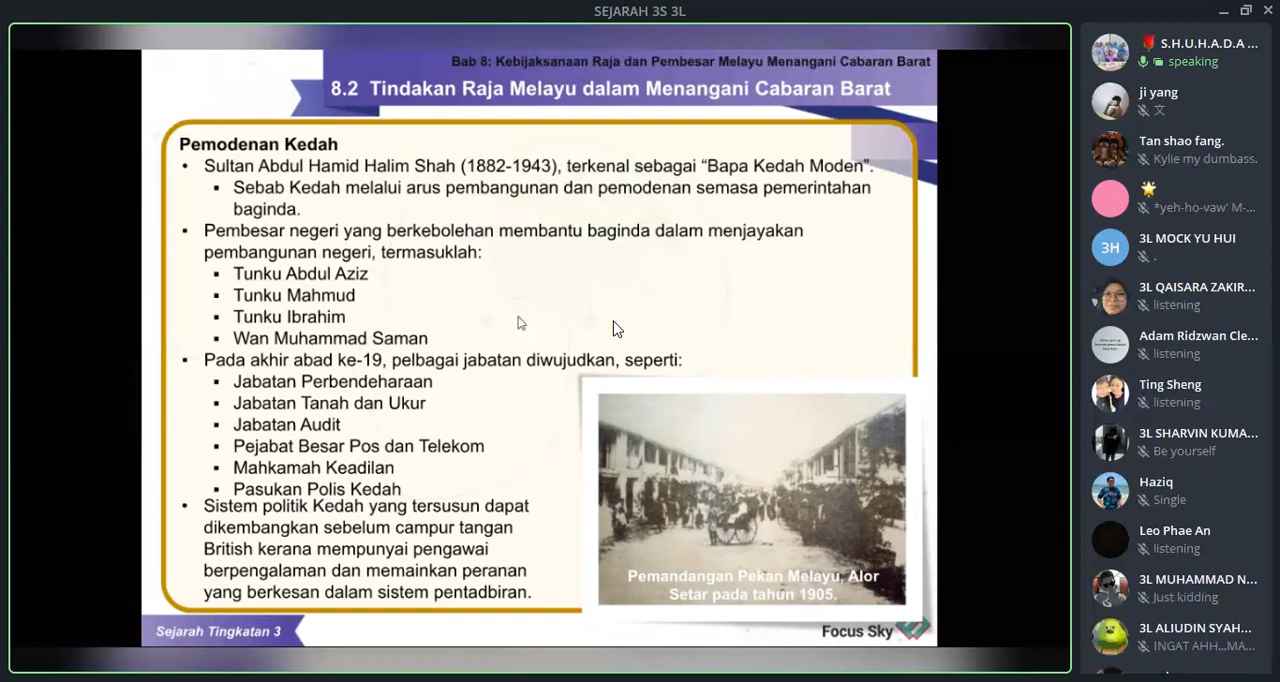 SEJARAH 3S 3L
Bab 8: Kebijaksanaan Raja dan Pembesar Melayu Menangani Cabaran Barat
8.2 Tindakan Raja Melayu dalam Menangani Cabaran Barat
Pemodenan Kedah
• Sultan Abdul Hamid Halim Shah (1882-1943), terkenal sebagai “Bapa Kedah Moden”.
▪ Sebab Kedah melalui arus pembangunan dan pemodenan semasa pemerintahan
baginda.
• Pembesar negeri yang berkebolehan membantu baginda dalam menjayakan
pembangunan negeri, termasuklah:
▪ Tunku Abdul Aziz
▪ Tunku Mahmud
▪ Tunku Ibrahim
▪ Wan Muhammad Saman
• Pada akhir abad ke-19, pelbagai jabatan diwujudkan, seperti:
▪ Jabatan Perbendeharaan
▪ Jabatan Tanah dan Ukur
▪ Jabatan Audit
▪ Pejabat Besar Pos dan Telekom
▪ Mahkamah Keadilan
▪ Pasukan Polis Kedah
• Sistem politik Kedah yang tersusun dapat
dikembangkan sebelum campur tangan
British kerana mempunyai pengawai
berpengalaman dan memainkan peranan
yang berkesan dalam sistem pentadbiran.
Pemandangan Pekan Melayu, Alor
Setar pada tahun 1905.
Sejarah Tingkatan 3
Focus Sky
🌹 S.H.U.H.A.D.A ...
speaking
ji yang
文
Tan shao fang.
Kylie my dumbass.
🌟
*yeh-ho-vaw' M-...
3H
3L MOCK YU HUI
.
3L QAISARA ZAKIR...
listening
Adam Ridzwan Cle...
listening
Ting Sheng
listening
3L SHARVIN KUMA...
Be yourself
Haziq
Single
Leo Phae An
listening
3L MUHAMMAD N...
Just kidding
3L ALIUDIN SYAH...
INGAT AHH...MA...